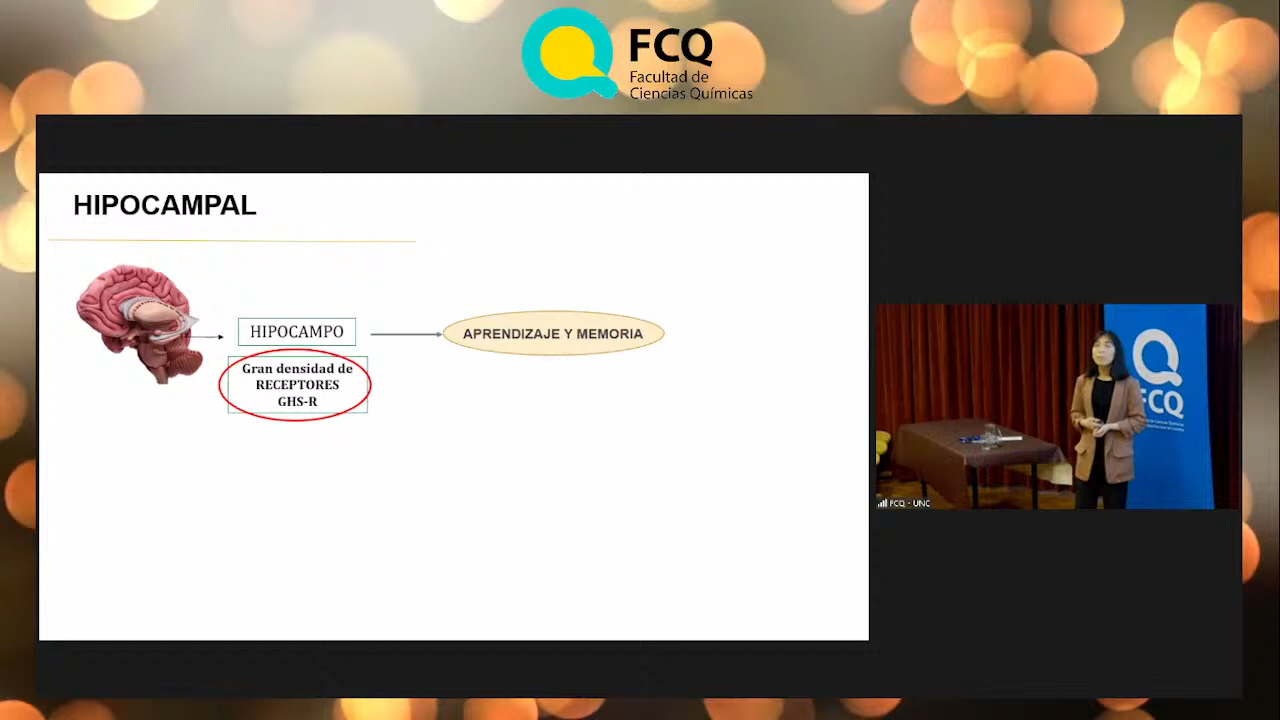 FCQ
Facultad de
Ciencias Químicas
HIPOCAMPAL
HIPOCAMPO
APRENDIZAJE Y MEMORIA
Gran densidad de
RECEPTORES
GHS-R
FCQ
FCQ - UNC